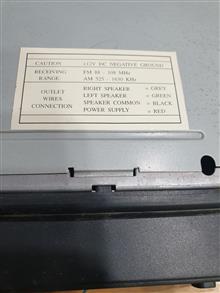 CAUTION ±12V DC NEGATIVE GROUND
RECEIVING RANGE: FM 88 - 108 MHz
AM 525 - 1630 KHz
OUTLET WIRES CONNECTION RIGHT SPEAKER = GREY
LEFT SPEAKER = GREEN
SPEAKER COMMON = BLACK
POWER SUPPLY = RED